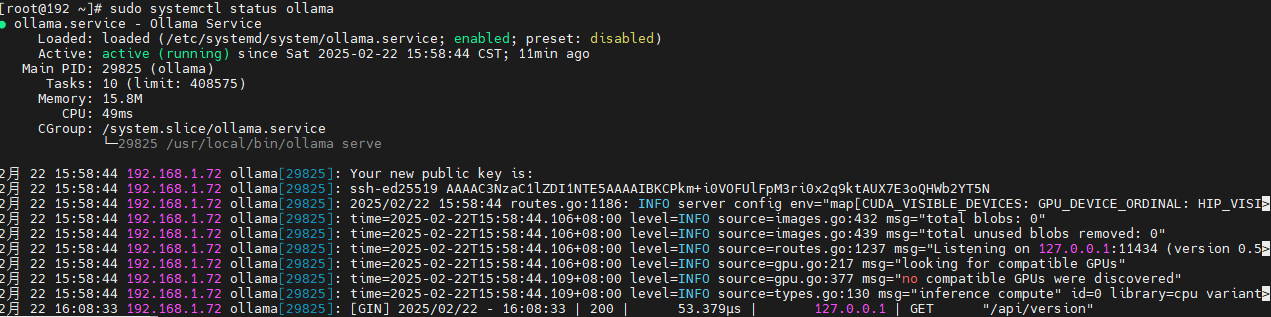 [root@192 ~]# sudo systemctl status ollama
● ollama.service - Ollama Service
Loaded: loaded (/etc/systemd/system/ollama.service; enabled; preset: disabled)
Active: active (running) since Sat 2025-02-22 15:58:44 CST; 11min ago
Main PID: 29825 (ollama)
Tasks: 10 (limit: 408575)
Memory: 15.8M
CPU: 49ms
CGroup: /system.slice/ollama.service
└─29825 /usr/local/bin/ollama serve
2月 22 15:58:44 192.168.1.72 ollama[29825]: Your new public key is:
2月 22 15:58:44 192.168.1.72 ollama[29825]: ssh-ed25519 AAAAC3NzaC1lZDI1NTE5AAAAIBKCPkm+i0VOFUlFpM3ri0x2q9ktAUX7E3oQHWb2YT5N
2月 22 15:58:44 192.168.1.72 ollama[29825]: 2025/02/22 15:58:44 routes.go:1186: INFO server config env="map[CUDA_VISIBLE_DEVICES: GPU_DEVICE_ORDINAL: HIP_VISI>
2月 22 15:58:44 192.168.1.72 ollama[29825]: time=2025-02-22T15:58:44.106+08:00 level=INFO source=images.go:432 msg="total blobs: 0"
2月 22 15:58:44 192.168.1.72 ollama[29825]: time=2025-02-22T15:58:44.106+08:00 level=INFO source=images.go:439 msg="total unused blobs removed: 0"
2月 22 15:58:44 192.168.1.72 ollama[29825]: time=2025-02-22T15:58:44.106+08:00 level=INFO source=routes.go:1237 msg="Listening on 127.0.0.1:11434 (version 0.5>
2月 22 15:58:44 192.168.1.72 ollama[29825]: time=2025-02-22T15:58:44.106+08:00 level=INFO source=gpu.go:217 msg="looking for compatible GPUs"
2月 22 15:58:44 192.168.1.72 ollama[29825]: time=2025-02-22T15:58:44.109+08:00 level=INFO source=gpu.go:377 msg="no compatible GPUs were discovered"
2月 22 15:58:44 192.168.1.72 ollama[29825]: time=2025-02-22T15:58:44.109+08:00 level=INFO source=types.go:130 msg="inference compute" id=0 library=cpu variant>
2月 22 16:08:33 192.168.1.72 ollama[29825]: [GIN] 2025/02/22 - 16:08:33 | 200 | 53.379µs | 127.0.0.1 | GET "/api/version"